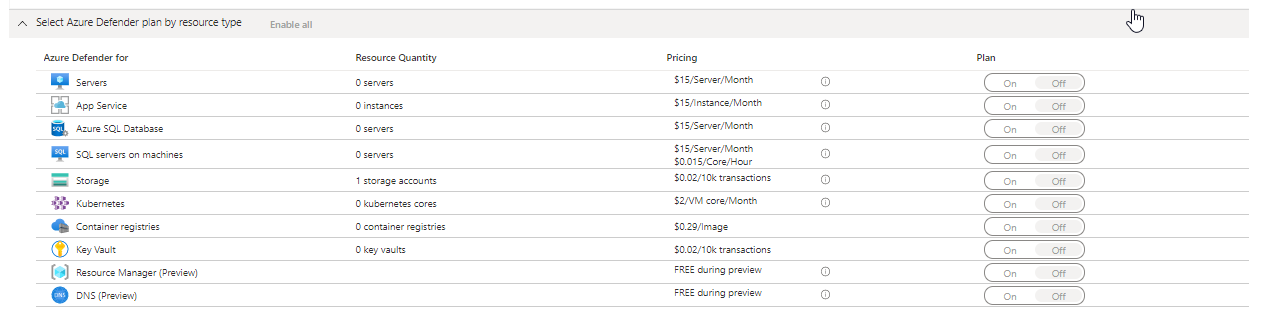 Select Azure Defender plan by resource type Enable all
Azure Defender for Resource Quantity Pricing Plan
Servers 0 servers $15/Server/Month On Off
App Service 0 instances $15/Instance/Month On Off
SQL Azure SQL Database 0 servers $15/Server/Month On Off
SQL SQL servers on machines 0 servers $15/Server/Month On Off
$0.015/Core/Hour
Storage 1 storage accounts $0.02/10k transactions On Off
Kubernetes 0 kubernetes cores $2/VM core/Month On Off
Container registries 0 container registries $0.29/Image On Off
Key Vault 0 key vaults $0.02/10k transactions On Off
Resource Manager (Preview) FREE during preview On Off
DNS DNS (Preview) FREE during preview On Off